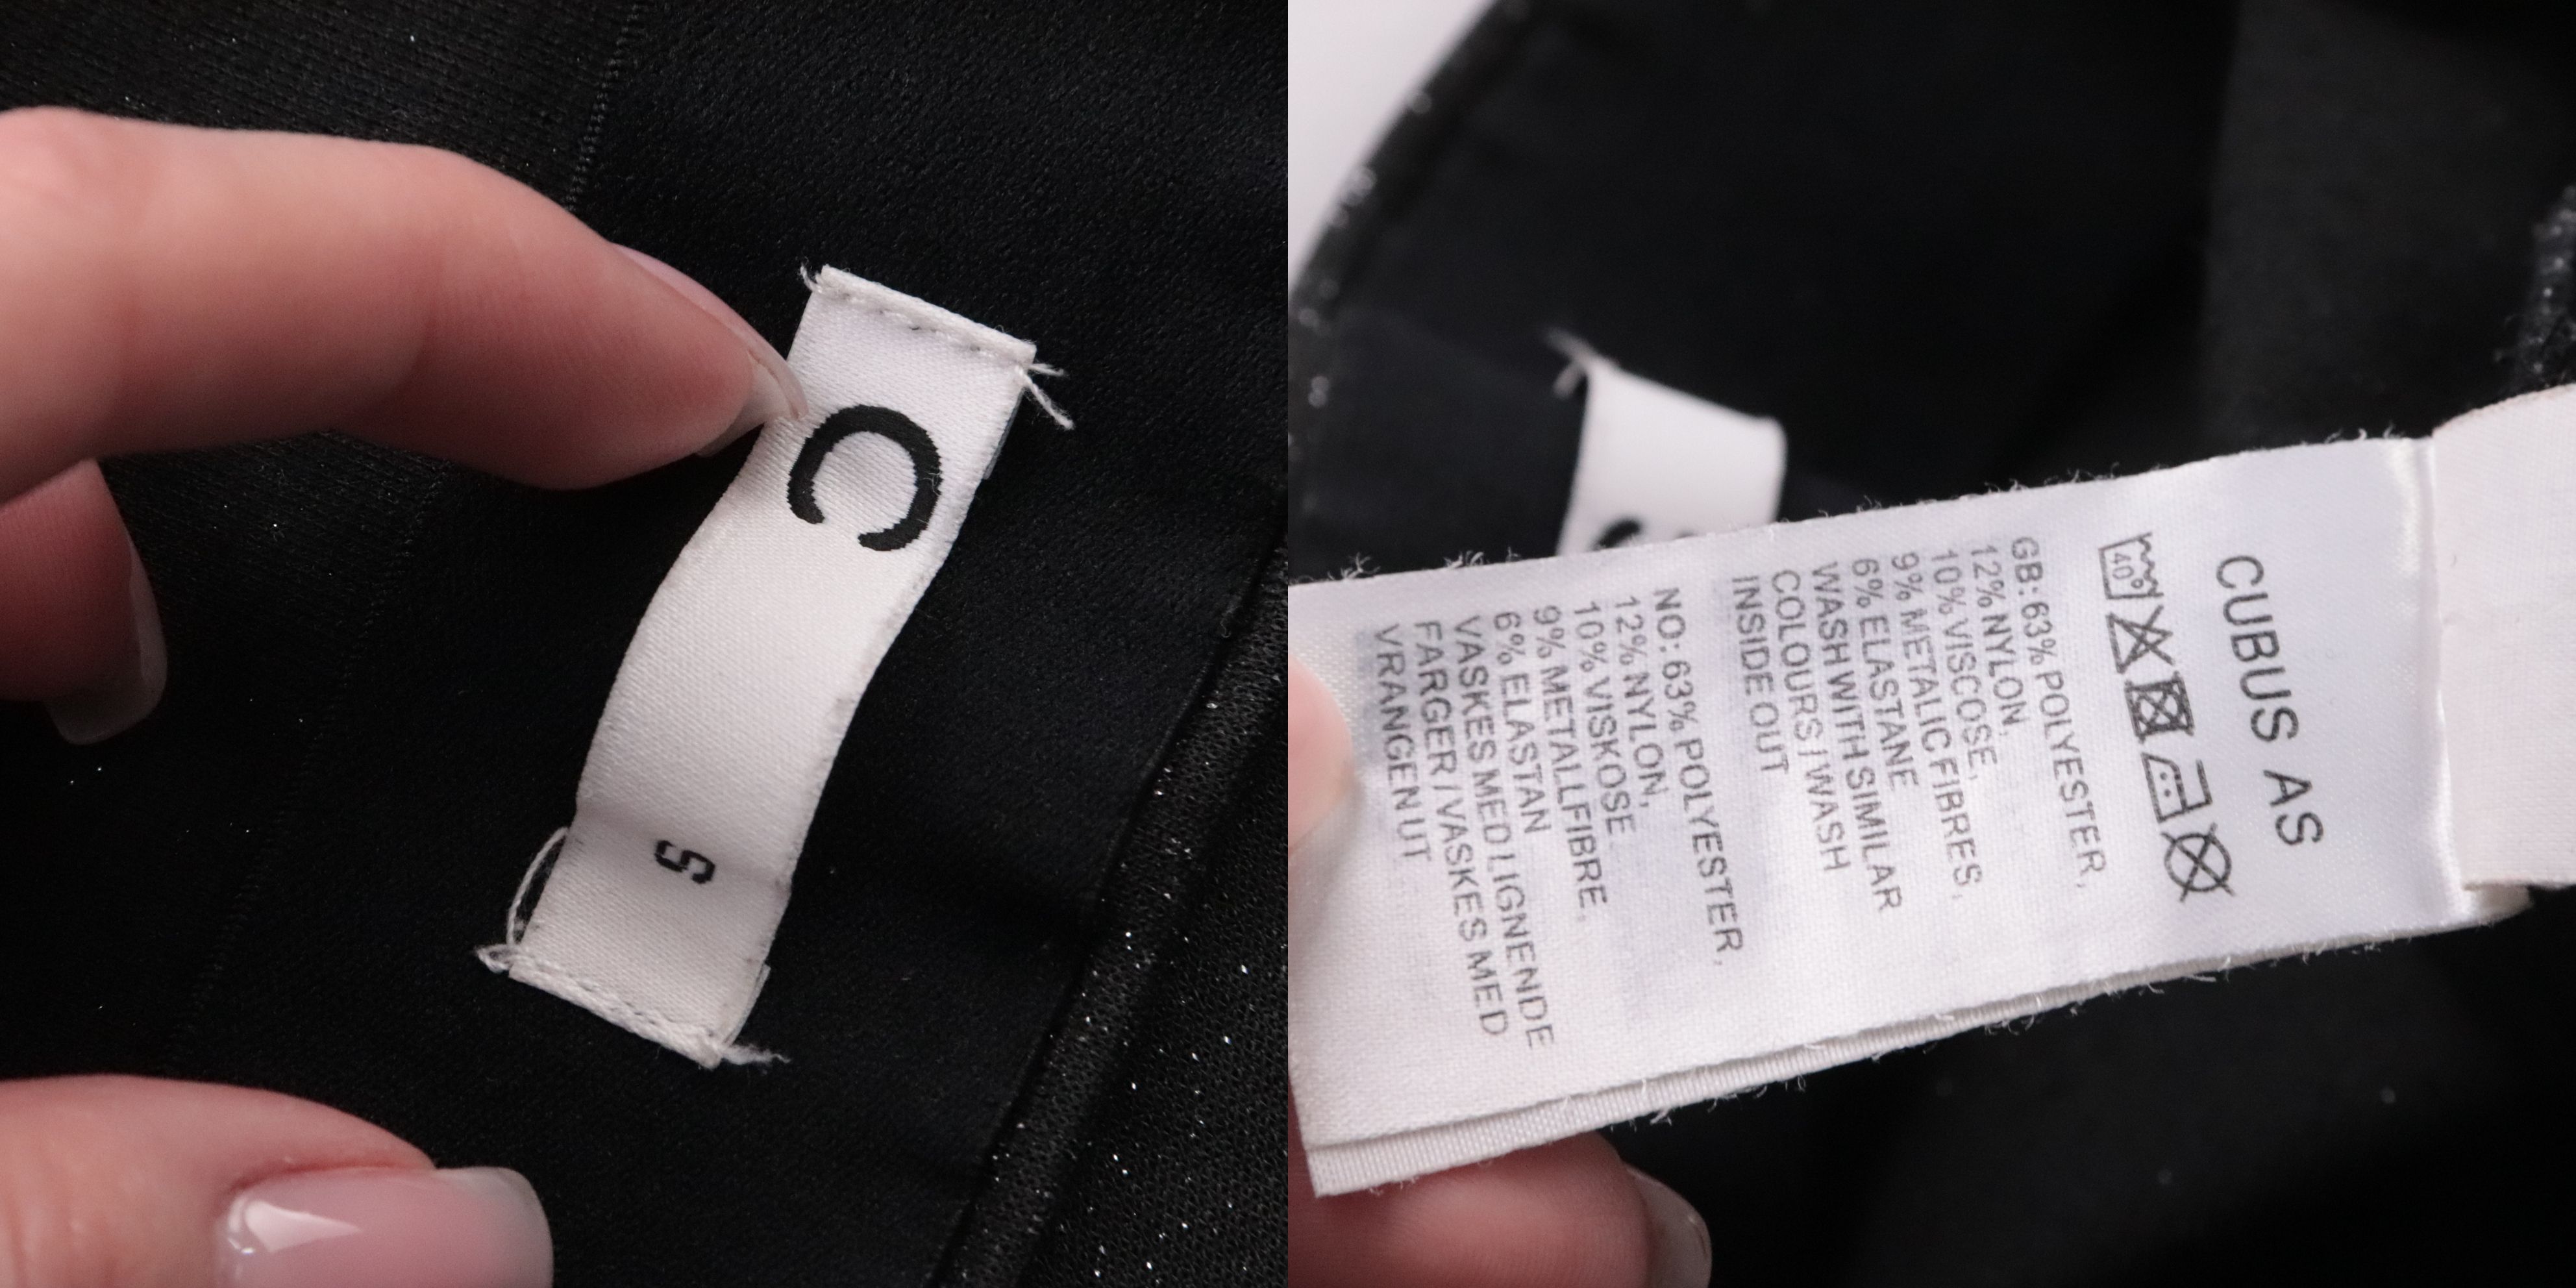 C
S
CUBUS AS
40°
GB: 63% POLYESTER,
12% NYLON,
10% VISCOSE,
9% METALIC FIBRES,
6% ELASTANE
WASH WITH SIMILAR
COLOURS / WASH
INSIDE OUT
NO: 63% POLYESTER,
12% NYLON,
10% VISKOSE
9% METALLFIBRE,
6% ELASTAN
VASKES MED LIGNENDE
FARGER / VASKES MED
VRANGEN UT